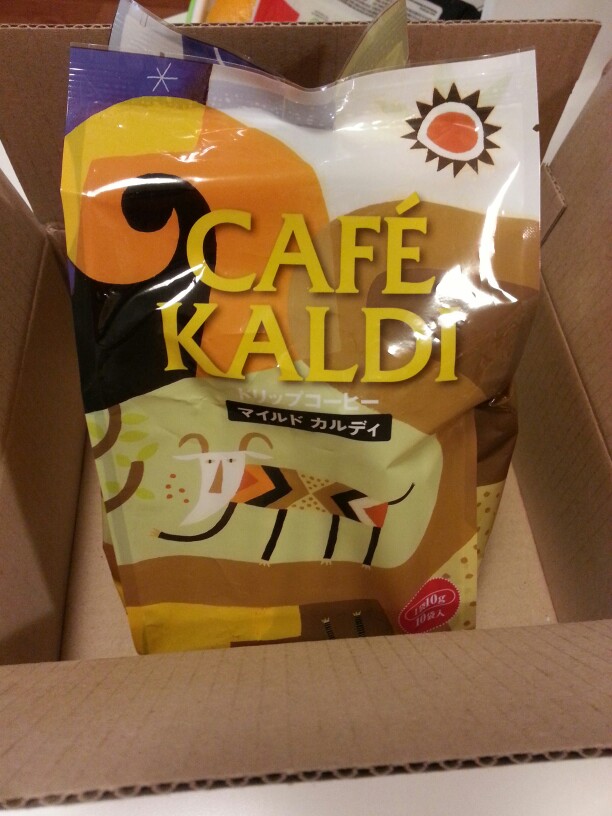 CAFÉ
KALDI
ドリップコーヒー
マイルド カルディ
1袋10g
10袋入